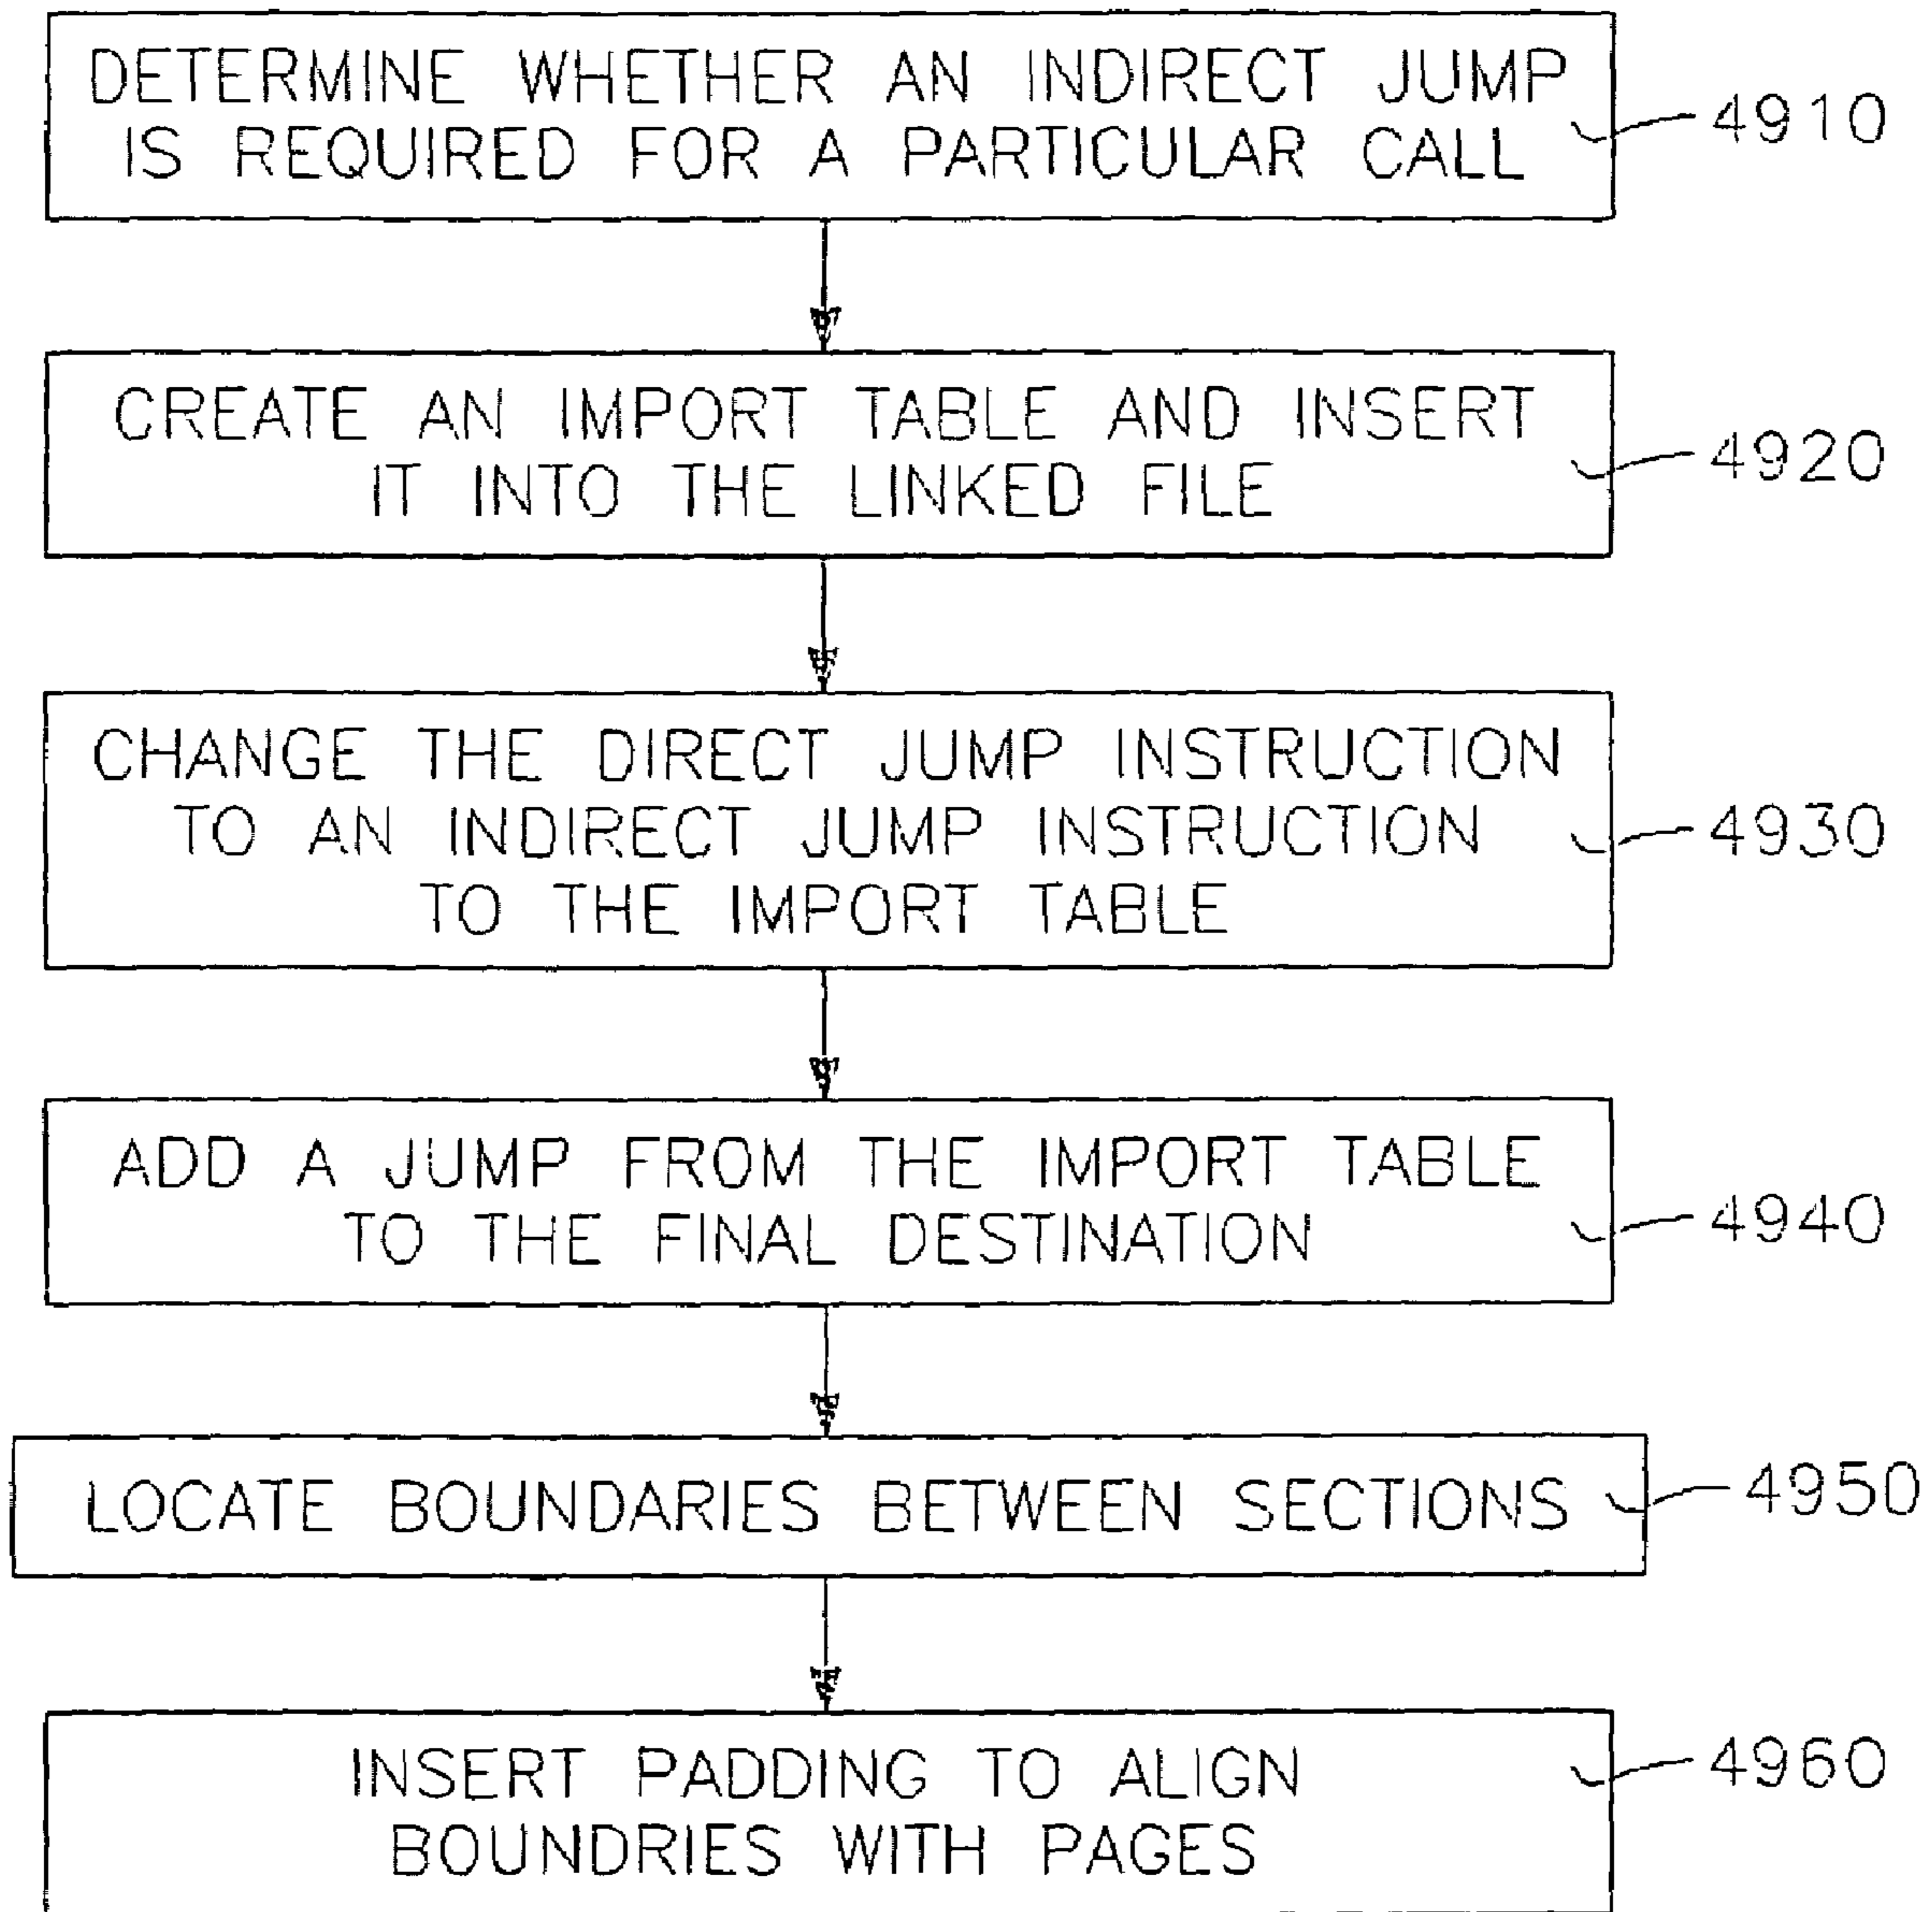 DETERMINE WHETHER AN INDIRECT JUMP
IS REQUIRED FOR A PARTICULAR CALL
4910
CREATE AN IMPORT TABLE AND INSERT
IT INTO THE LINKED FILE
4920
CHANGE THE DIRECT JUMP INSTRUCTION
TO AN INDIRECT JUMP INSTRUCTION
TO THE IMPORT TABLE
4930
ADD A JUMP FROM THE IMPORT TABLE
TO THE FINAL DESTINATION
4940
LOCATE BOUNDARIES BETWEEN SECTIONS
4950
INSERT PADDING TO ALIGN
BOUNDRIES WITH PAGES
4960